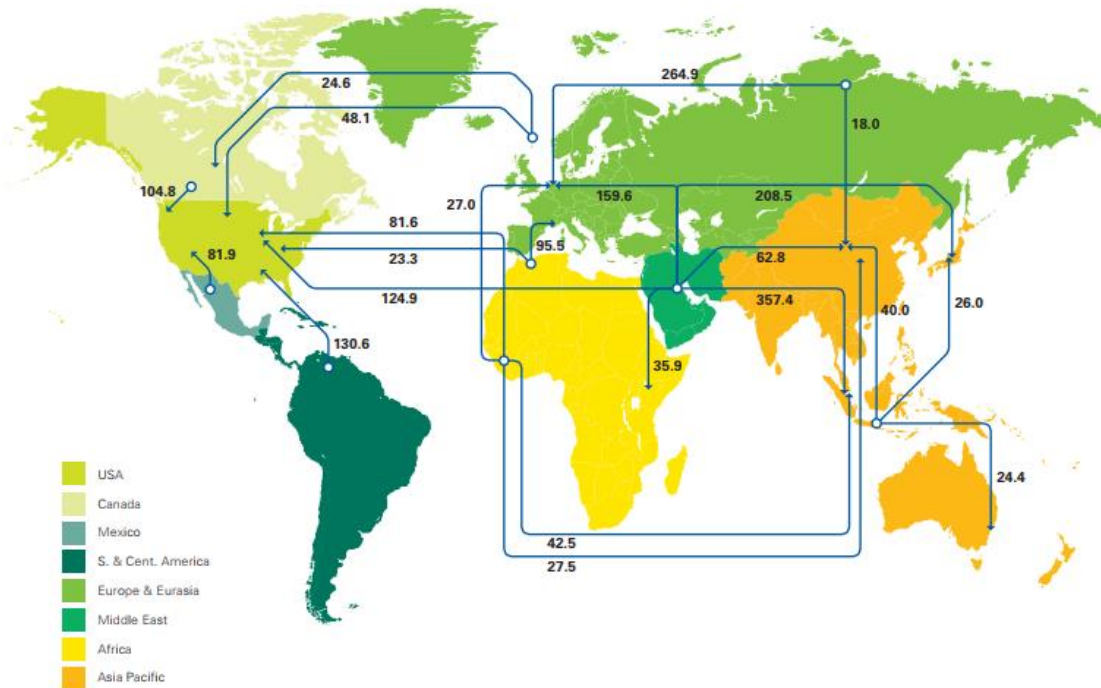 264.9
24.6
48.1
18.0
104.8
27.0
159.6
208.5
81.6
95.5
81.9
23.3
62.8
124.9
357.4
40.0
26.0
130.6
35.9
24.4
42.5
27.5
USA
Canada
Mexico
S. & Cent. America
Europe & Eurasia
Middle East
Africa
Asia Pacific